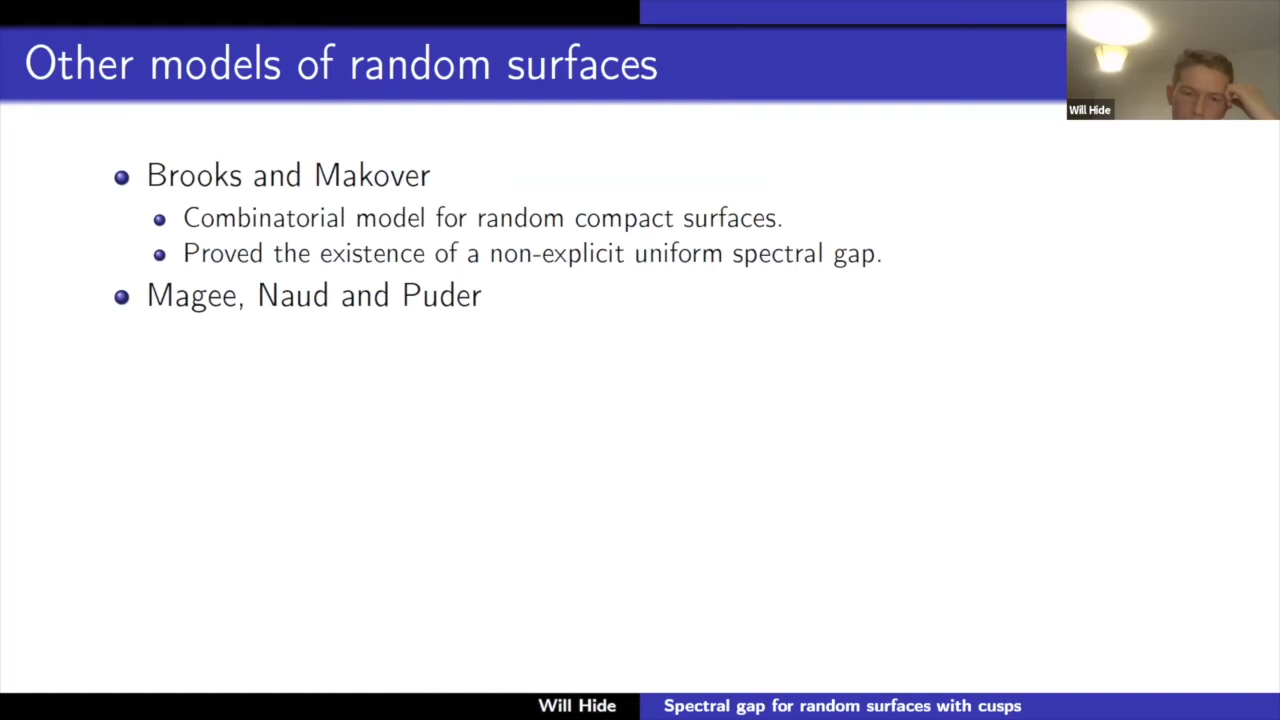 Other models of random surfaces
Will Hide
Brooks and Makover
Combinatorial model for random compact surfaces.
Proved the existence of a non-explicit uniform spectral gap.
Magee, Naud and Puder
Will Hide
Spectral gap for random surfaces with cusps